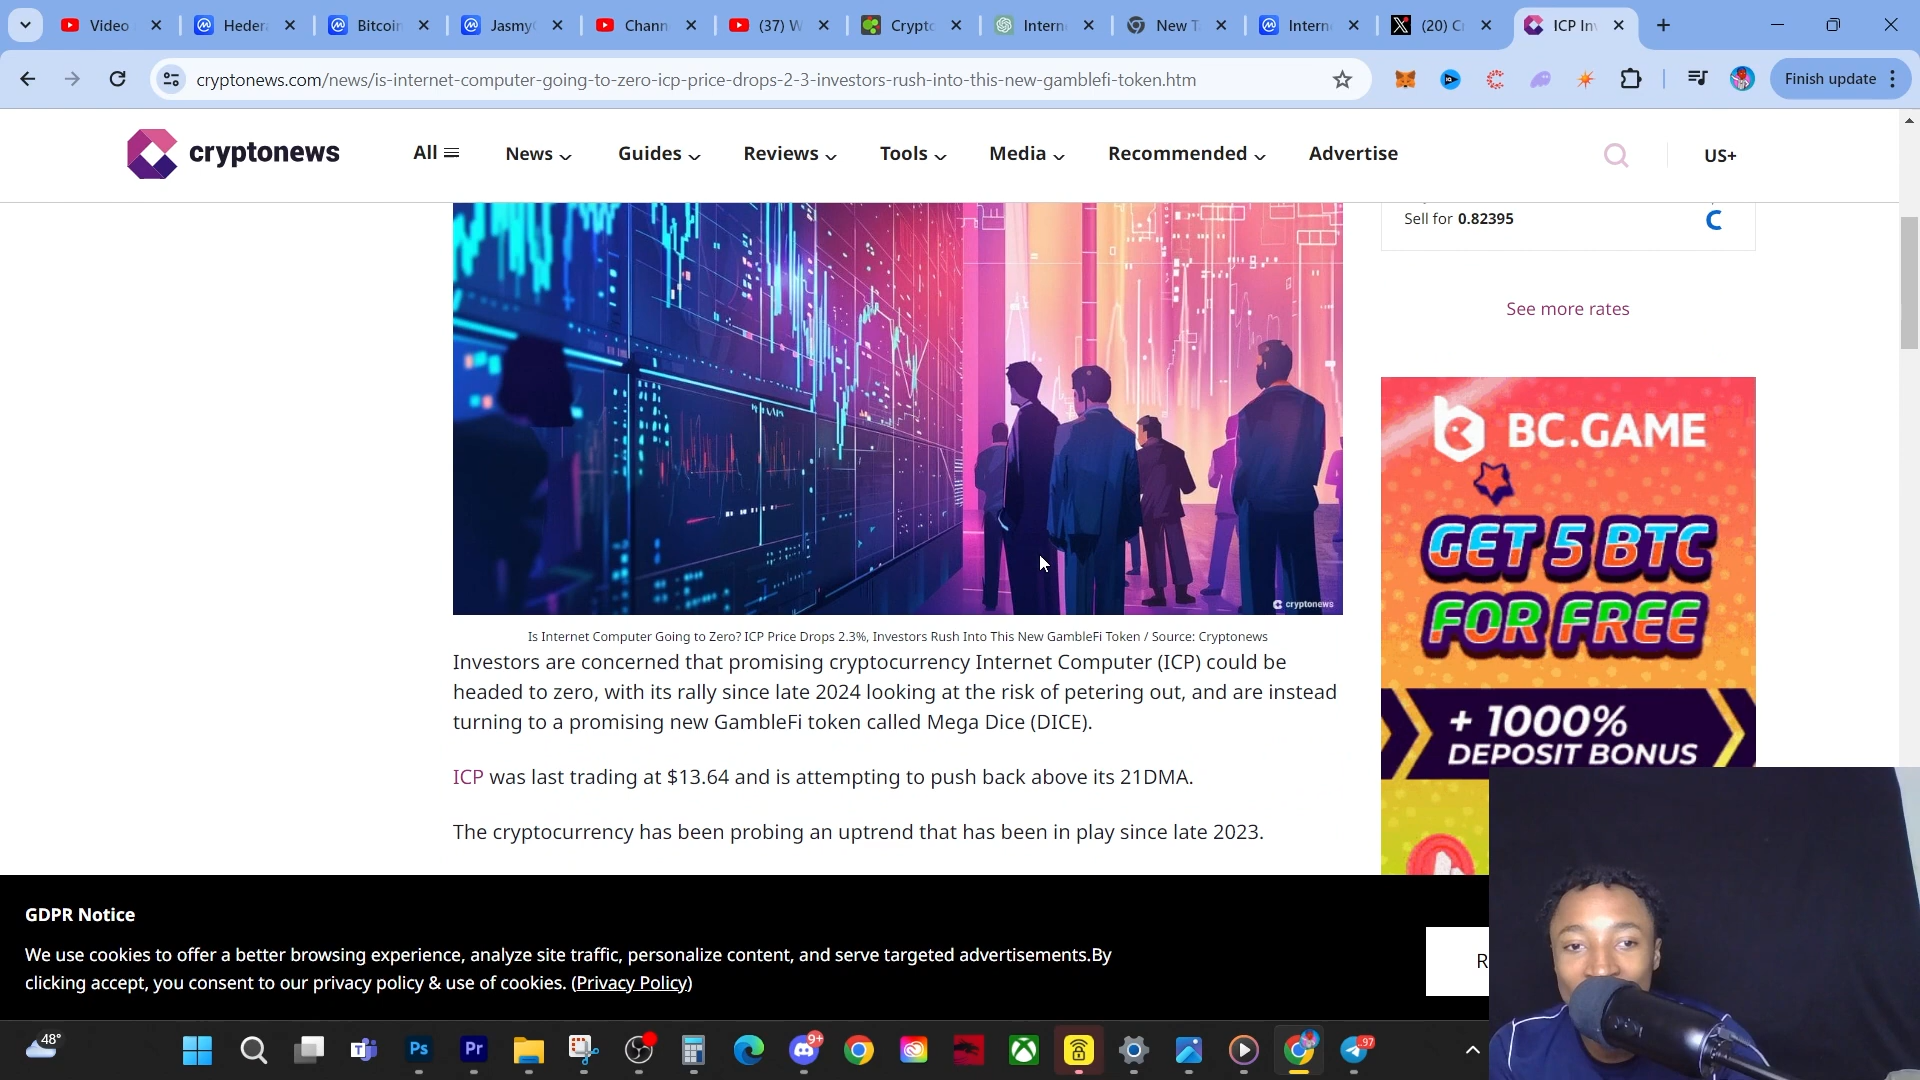 Video
Heder
Bitcoin
Jasmy
Chann
(37) W
Crypto
Intern
New T
Intern
(20) C
ICP In
cryptonews.com/news/is-internet-computer-going-to-zero-icp-price-drops-2-3-investors-rush-into-this-new-gamblefi-token.htm
Finish update
cryptonews
All
News
Guides
Reviews
Tools
Media
Recommended
Advertise
US+
Sell for 0.82395
See more rates
BC.GAME
GET 5 BTC
FOR FREE
+ 1000%
DEPOSIT BONUS
cryptonews
Is Internet Computer Going to Zero? ICP Price Drops 2.3%, Investors Rush Into This New GambleFi Token / Source: Cryptonews
Investors are concerned that promising cryptocurrency Internet Computer (ICP) could be
headed to zero, with its rally since late 2024 looking at the risk of petering out, and are instead
turning to a promising new GambleFi token called Mega Dice (DICE).
ICP was last trading at $13.64 and is attempting to push back above its 21DMA.
The cryptocurrency has been probing an uptrend that has been in play since late 2023.
GDPR Notice
We use cookies to offer a better browsing experience, analyze site traffic, personalize content, and serve targeted advertisements.By
clicking accept, you consent to our privacy policy & use of cookies. (Privacy Policy)
R
48°
Ps
Pr
9+
97